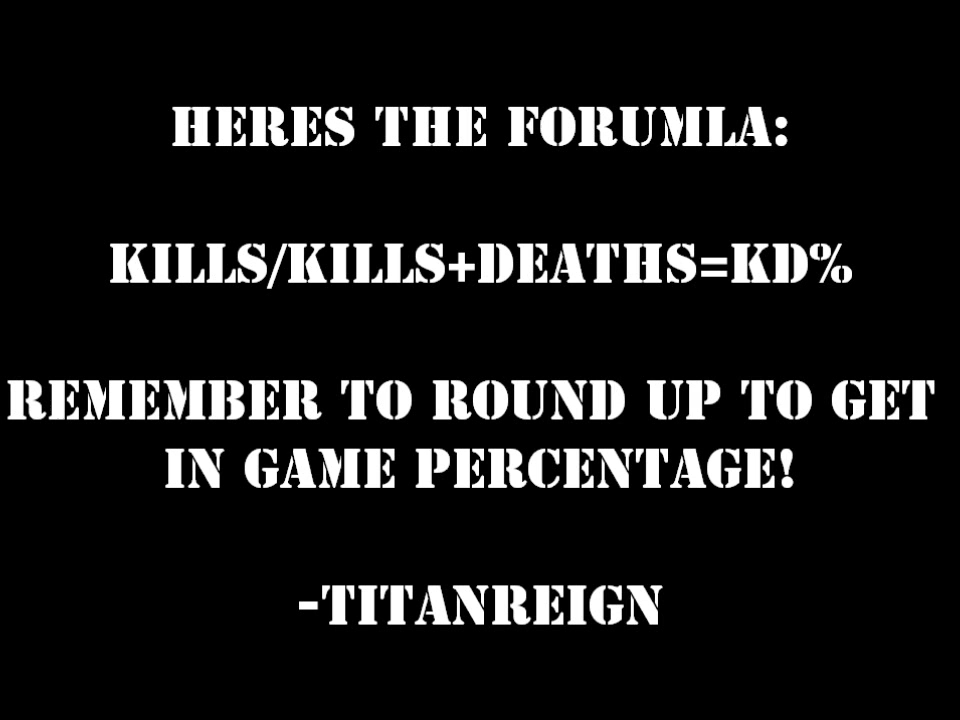 HERES THE FORUMLA:
KILLS/KILLS+DEATHS=KD%
REMEMBER TO ROUND UP TO GET
IN GAME PERCENTAGE!
-TITANREIGN